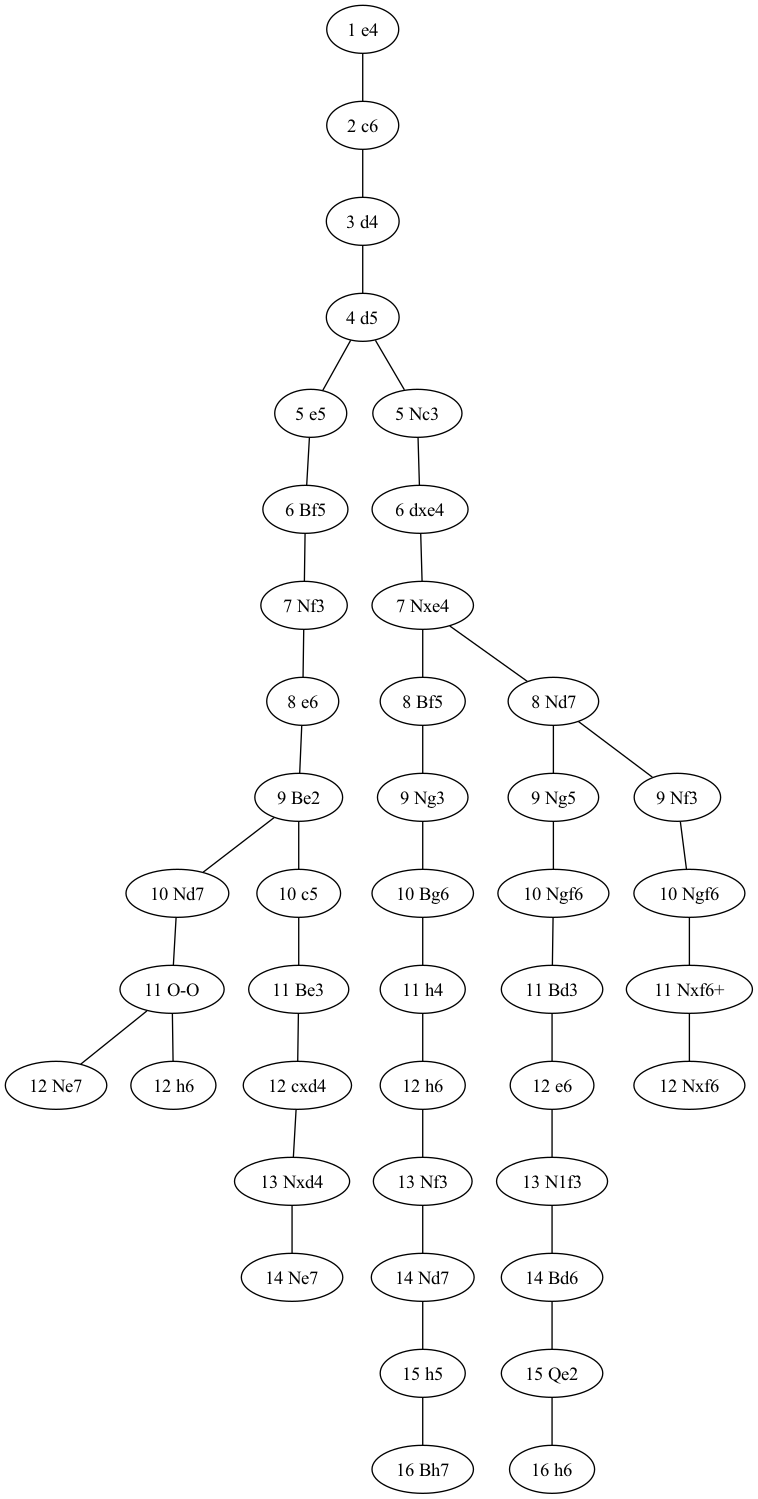 1 e4
2 c6
3 d4
4 d5
5 e5
5 Nc3
6 Bf5
6 dxe4
7 Nf3
7 Nxe4
8 e6
8 Bf5
8 Nd7
9 Be2
9 Ng3
9 Ng5
9 Nf3
10 Nd7
10 c5
10 Bg6
10 Ngf6
10 Ngf6
11 O-O
11 Be3
11 h4
11 Bd3
11 Nxf6+
12 Ne7
12 h6
12 cxd4
12 h6
12 e6
12 Nxf6
13 Nxd4
13 Nf3
13 N1f3
14 Ne7
14 Nd7
14 Bd6
15 h5
15 Qe2
16 Bh7
16 h6